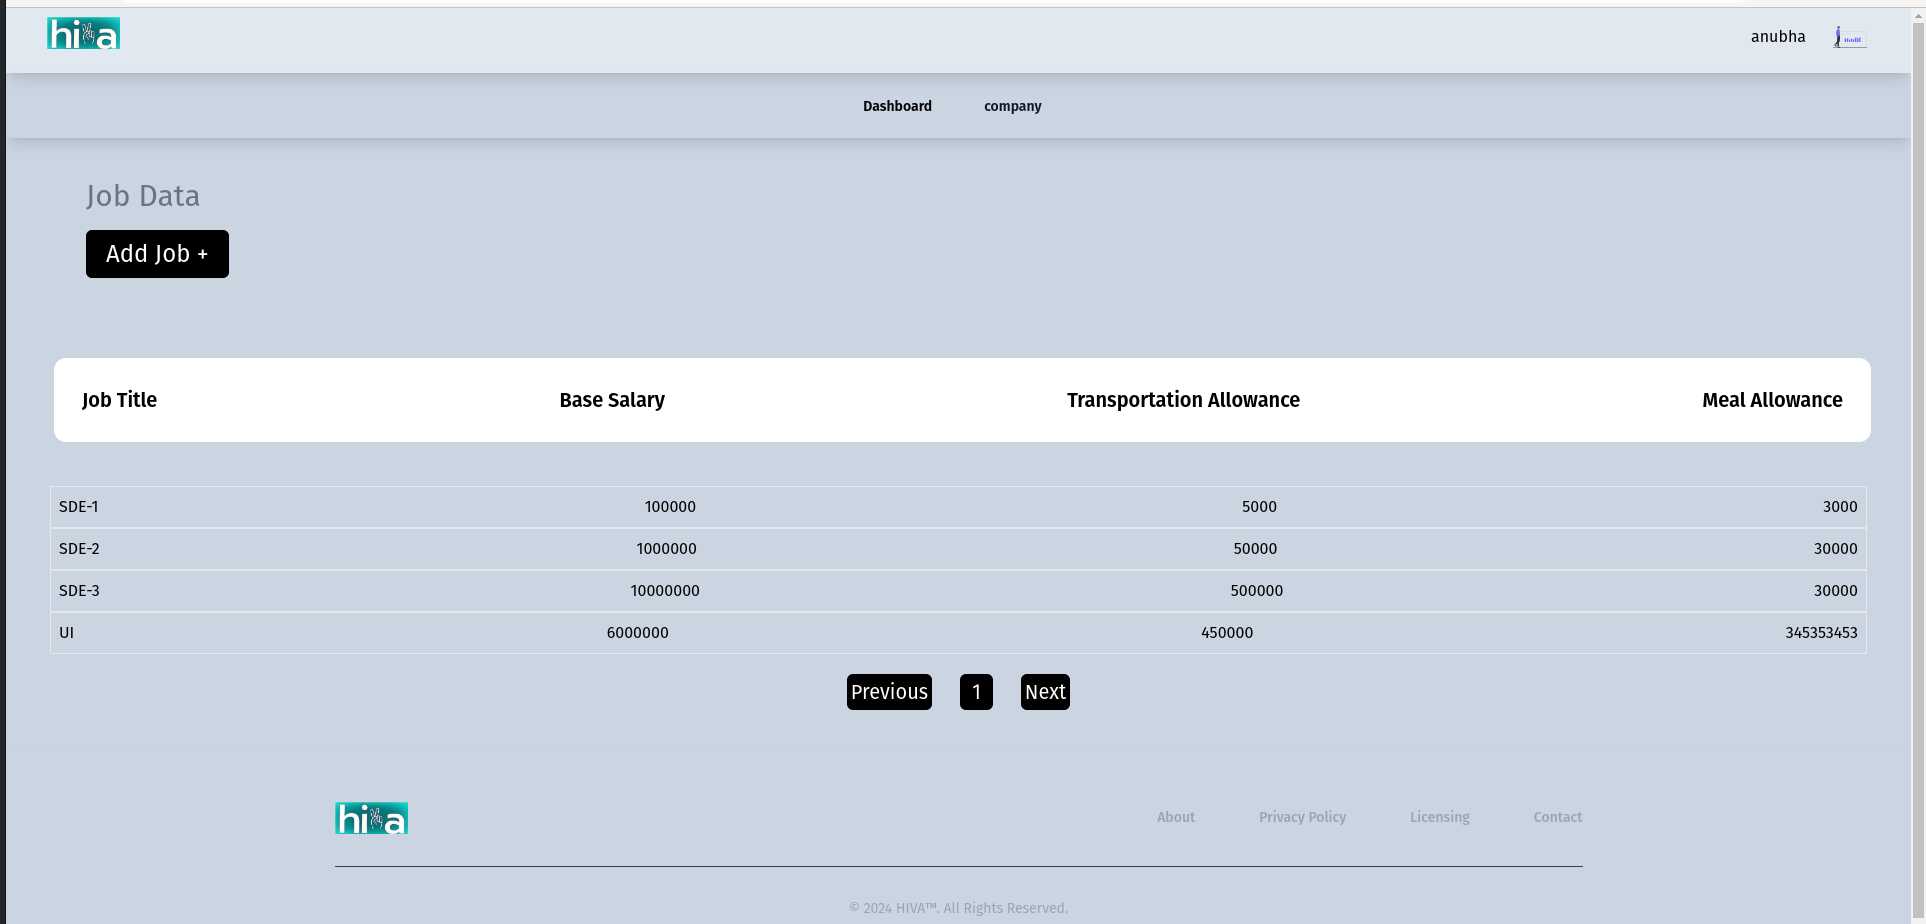 hiva
anubha
Dashboard company
Job Data
Add Job +
Job Title Base Salary Transportation Allowance Meal Allowance
SDE-1 100000 5000 3000
SDE-2 1000000 50000 30000
SDE-3 10000000 500000 30000
UI 6000000 450000 345353453
Previous 1 Next
hiva
About Privacy Policy Licensing Contact
© 2024 HIVA™. All Rights Reserved.